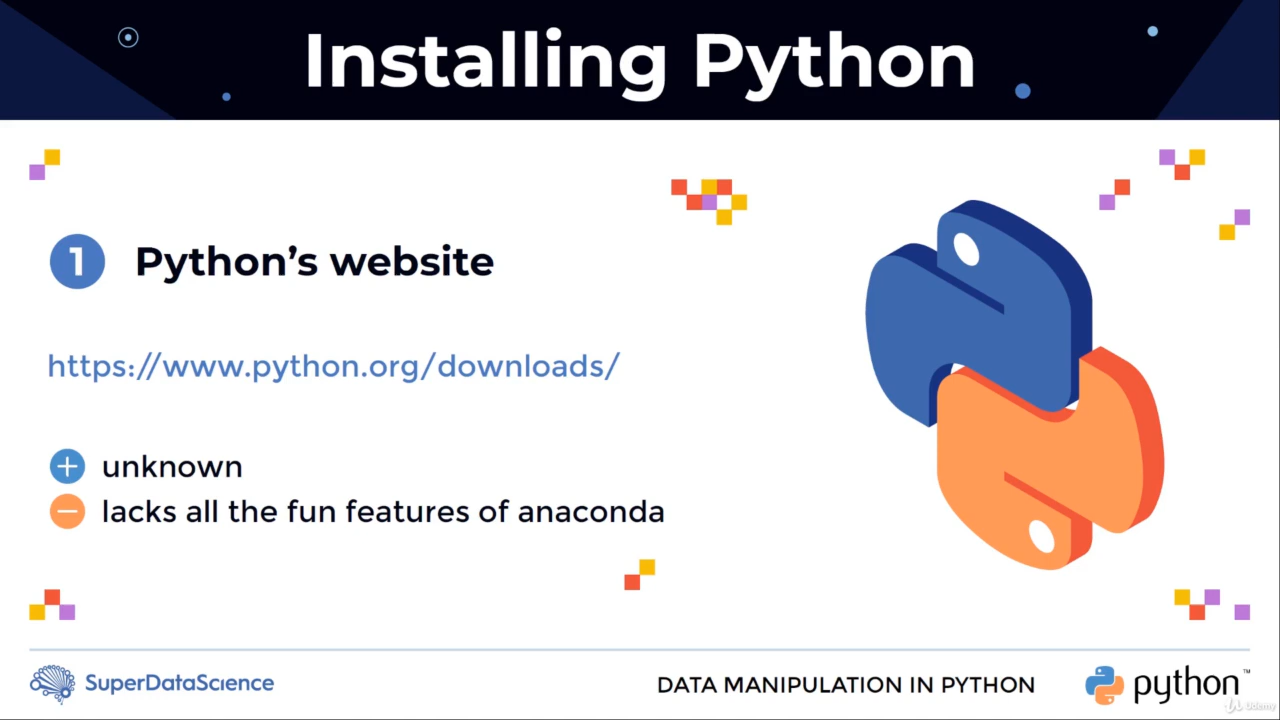 Installing Python
1 Python’s website
https://www.python.org/downloads/
+ unknown
− lacks all the fun features of anaconda
SuperDataScience
DATA MANIPULATION IN PYTHON
python™
Udemy